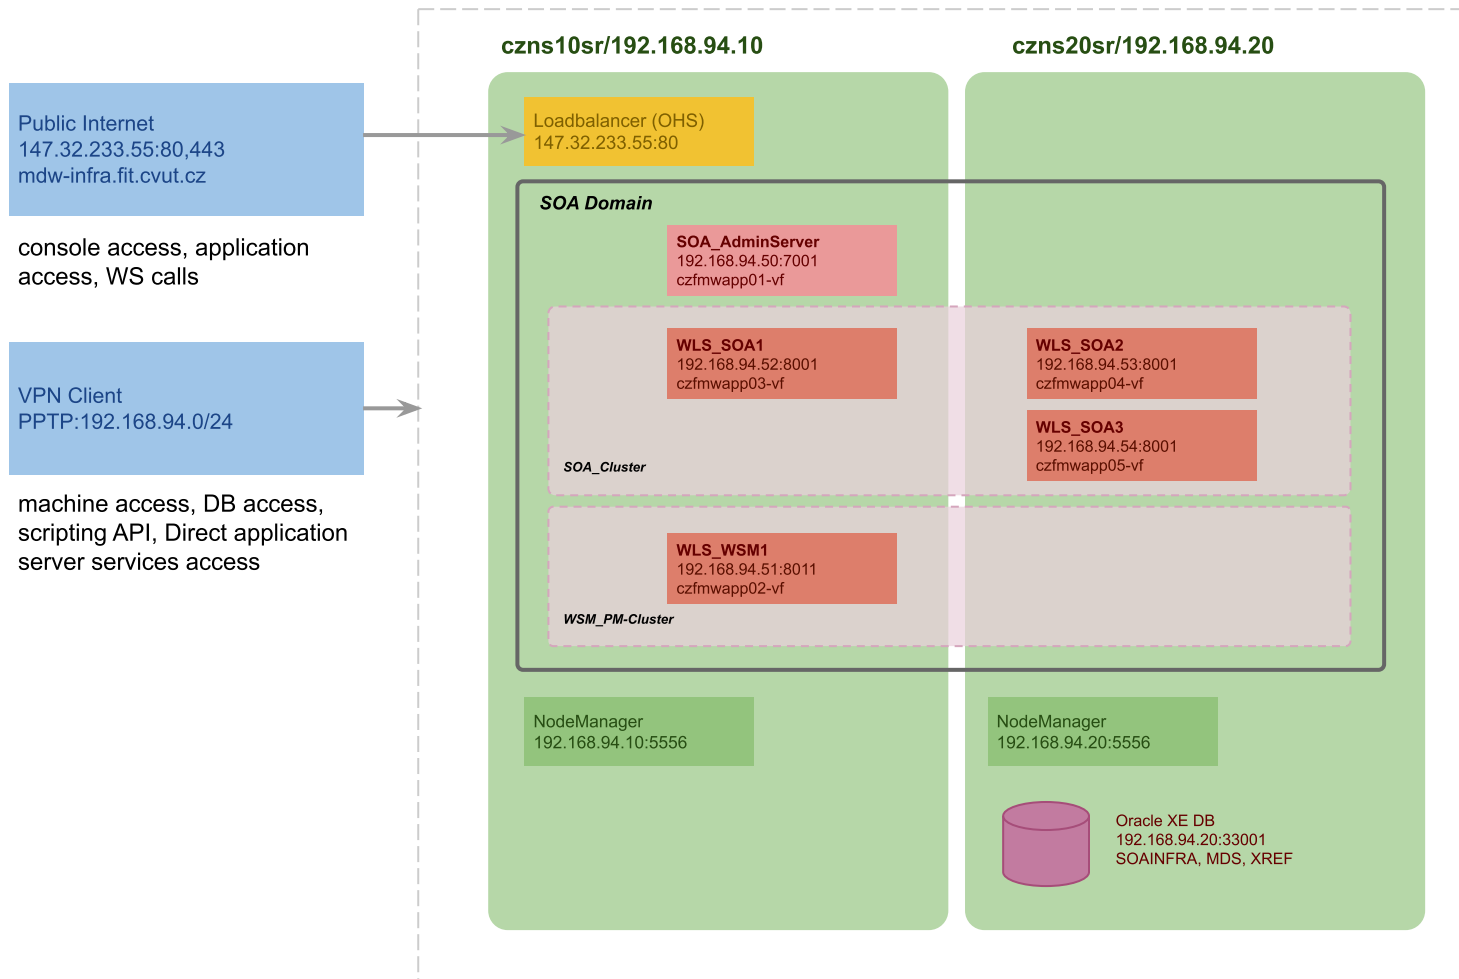 czns10sr/192.168.94.10
czns20sr/192.168.94.20
Public Internet
147.32.233.55:80,443
mdw-infra.fit.cvut.cz
console access, application
access, WS calls
VPN Client
PPTP:192.168.94.0/24
machine access, DB access,
scripting API, Direct application
server services access
Loadbalancer (OHS)
147.32.233.55:80
SOA Domain
SOA_AdminServer
192.168.94.50:7001
czfmwapp01-vf
WLS_SOA1
192.168.94.52:8001
czfmwapp03-vf
WLS_SOA2
192.168.94.53:8001
czfmwapp04-vf
WLS_SOA3
192.168.94.54:8001
czfmwapp05-vf
SOA_Cluster
WLS_WSM1
192.168.94.51:8011
czfmwapp02-vf
WSM_PM-Cluster
NodeManager
192.168.94.10:5556
NodeManager
192.168.94.20:5556
Oracle XE DB
192.168.94.20:33001
SOAINFRA, MDS, XREF